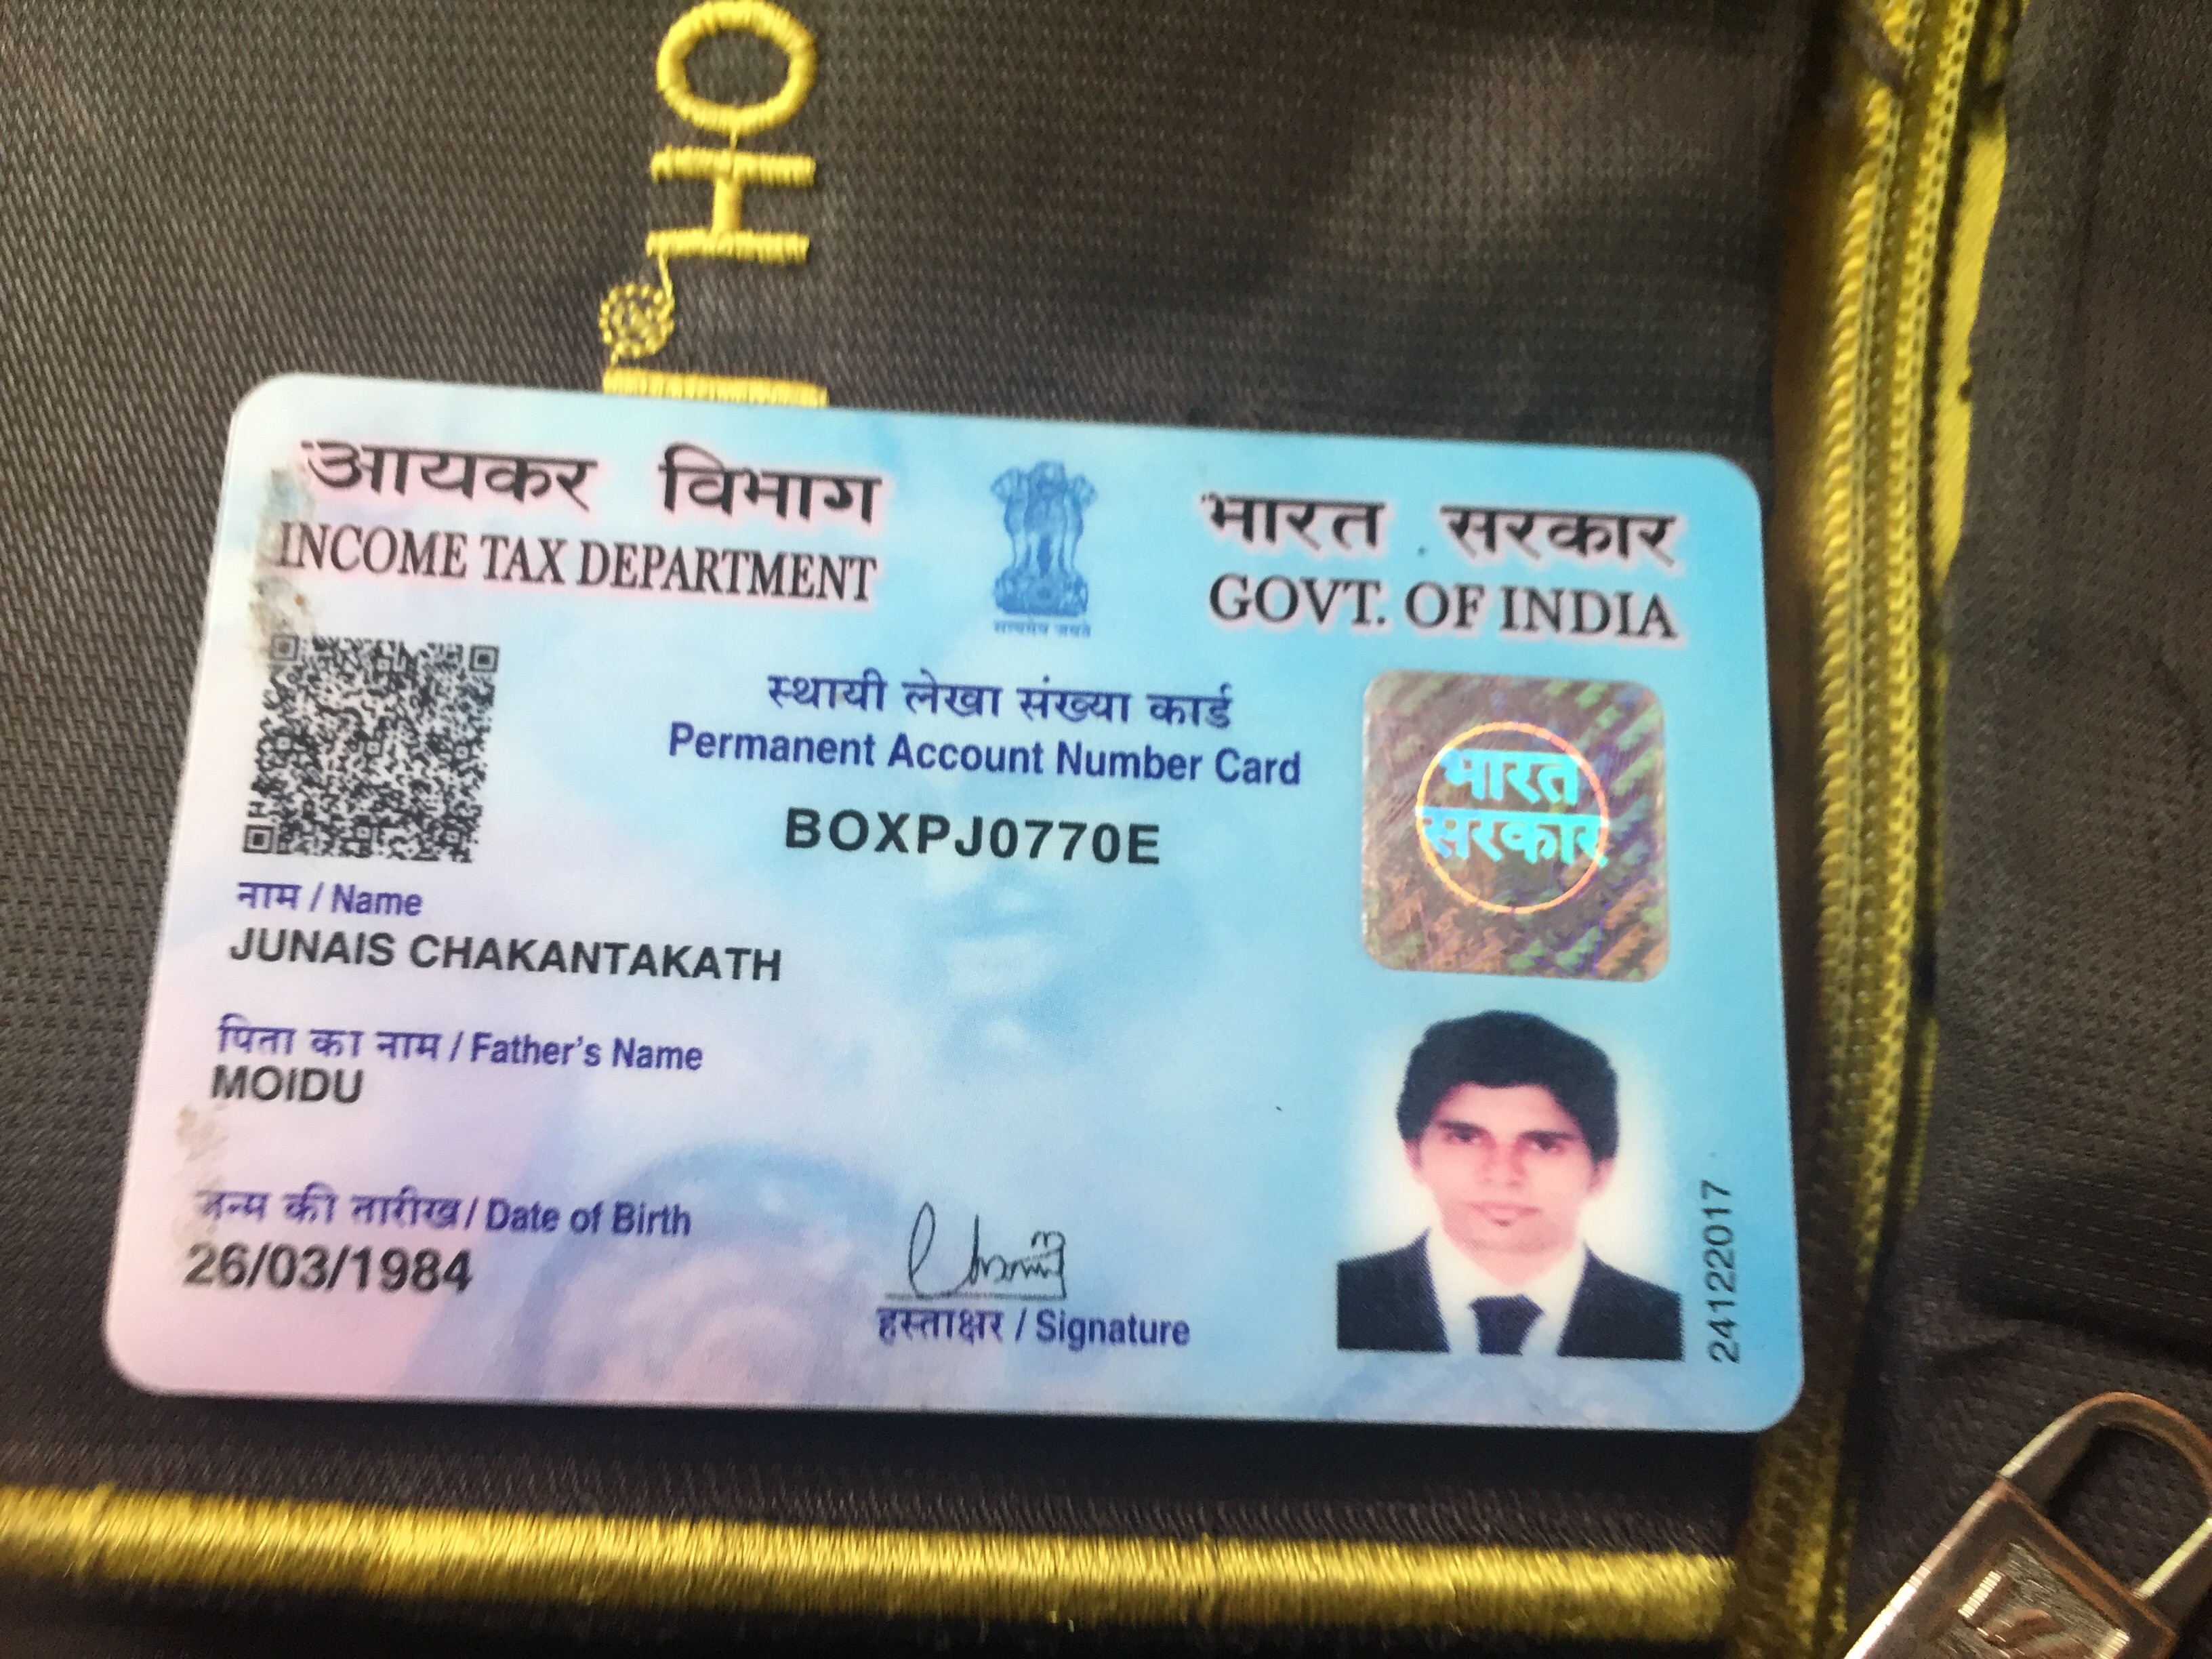 आयकर विभाग
INCOME TAX DEPARTMENT
भारत सरकार
GOVT. OF INDIA
स्थायी लेखा संख्या कार्ड
Permanent Account Number Card
BOXPJ0770E
नाम / Name
JUNAIS CHAKANTAKATH
पिता का नाम / Father's Name
MOIDU
जन्म की तारीख / Date of Birth
26/03/1984
हस्ताक्षर / Signature
भारत
सरकार
24122017
HO